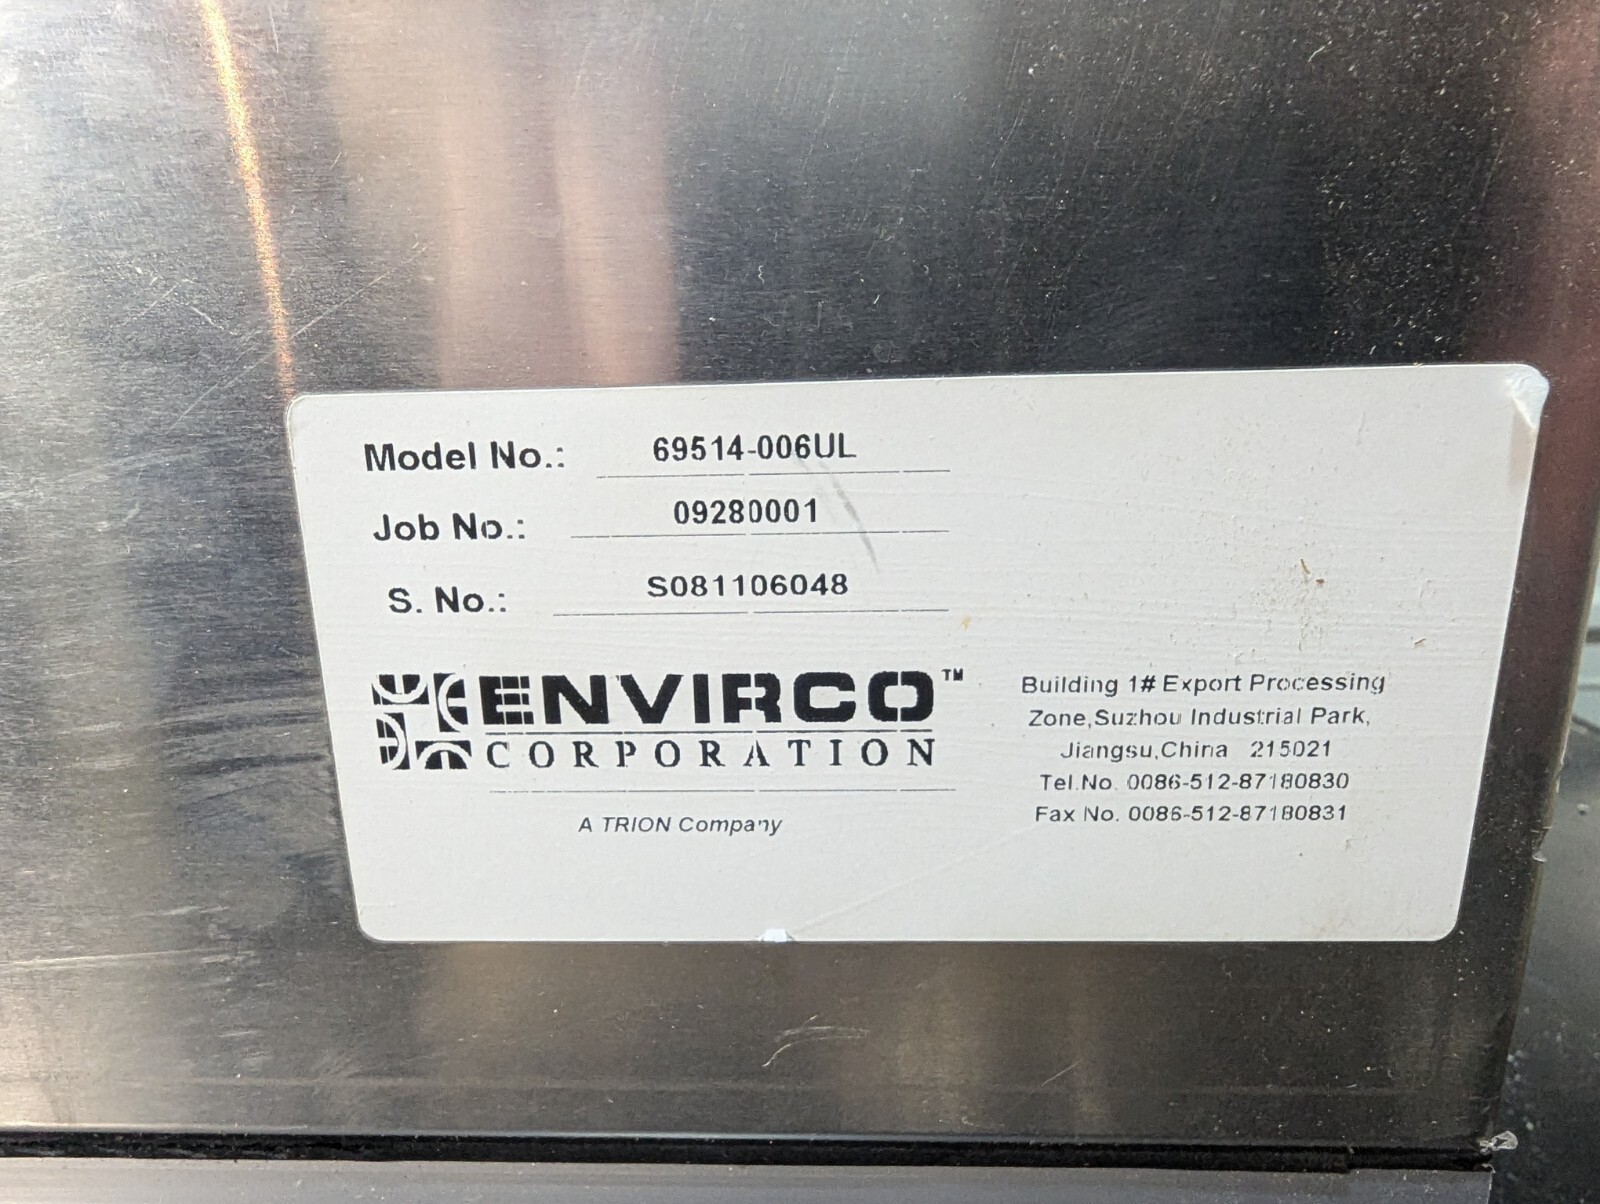 Model No.: 69514-006UL
Job No.: 09280001
S. No.: S081106048
ENVIRCO™
CORPORATION
A TRION Company
Building 1# Export Processing
Zone,Suzhou Industrial Park,
Jiangsu,China 215021
Tel.No. 0086-512-87180830
Fax No. 0086-512-87180831